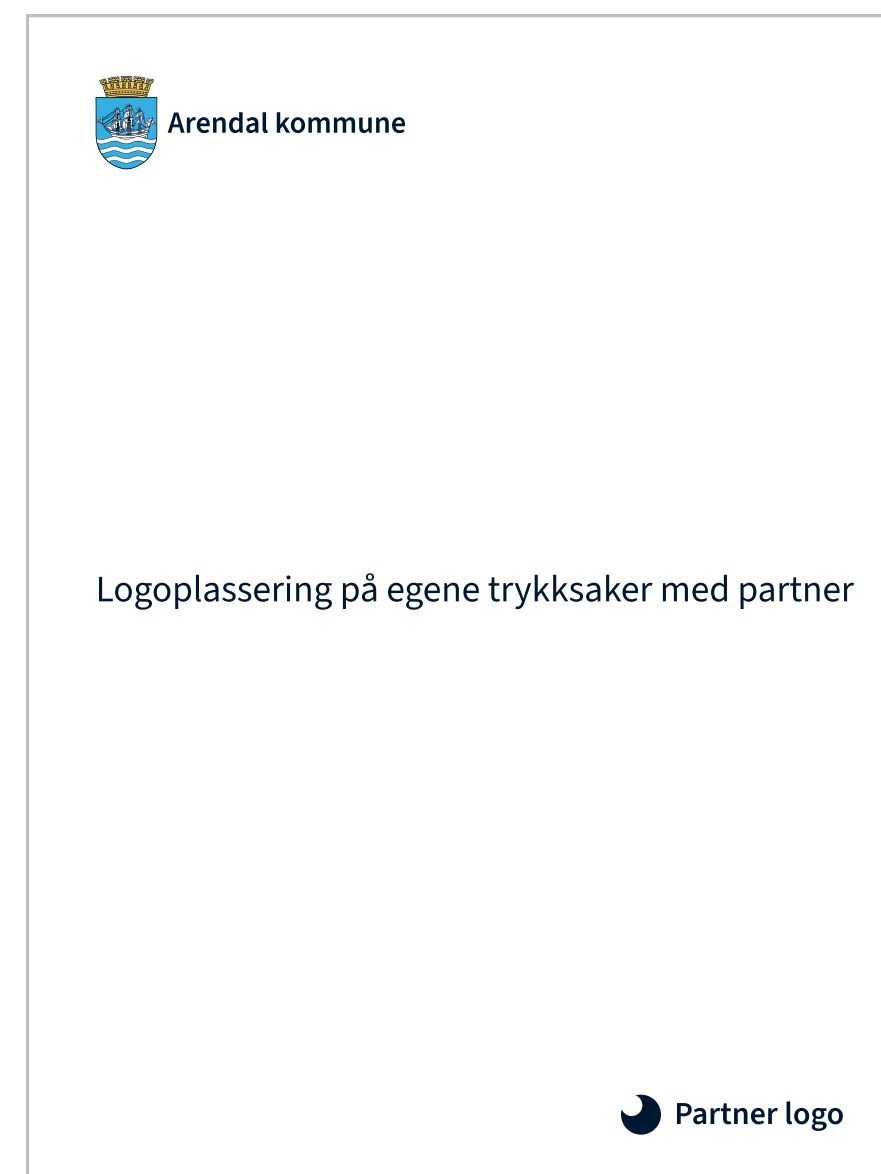 Arendal kommune
Logoplassering på egene trykksaker med partner
Partner logo